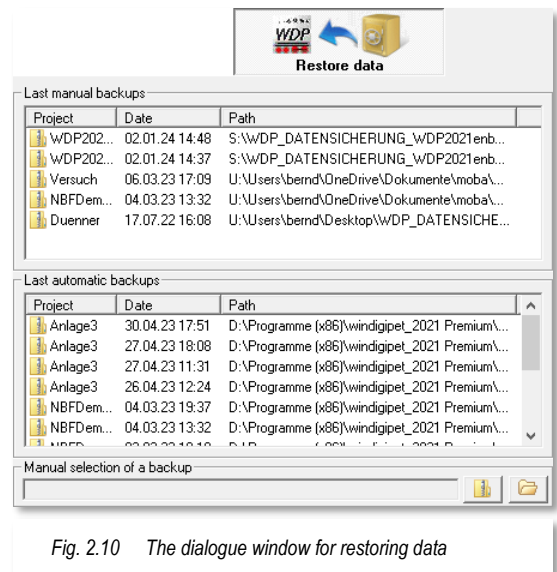 WDP
Restore data
Last manual backups
Project Date Path
WDP202... 02.01.24 14:48 S:\WDP_DATENSICHERUNG_WDP2021enb...
WDP202... 02.01.24 14:37 S:\WDP_DATENSICHERUNG_WDP2021enb...
Versuch 06.03.23 17:09 U:\Users\bernd\OneDrive\Dokumente\moba\...
NBFDem... 04.03.23 13:32 U:\Users\bernd\OneDrive\Dokumente\moba\...
Duenner 17.07.22 16:08 U:\Users\bernd\Desktop\WDP_DATENSICHE...
Last automatic backups
Project Date Path
Anlage3 30.04.23 17:51 D:\Programme (x86)\windigipet_2021 Premium\...
Anlage3 27.04.23 18:08 D:\Programme (x86)\windigipet_2021 Premium\...
Anlage3 27.04.23 11:31 D:\Programme (x86)\windigipet_2021 Premium\...
Anlage3 26.04.23 12:24 D:\Programme (x86)\windigipet_2021 Premium\...
NBFDem... 04.03.23 19:37 D:\Programme (x86)\windigipet_2021 Premium\...
NBFDem... 04.03.23 13:32 D:\Programme (x86)\windigipet_2021 Premium\...
Manual selection of a backup
Fig. 2.10 The dialogue window for restoring data